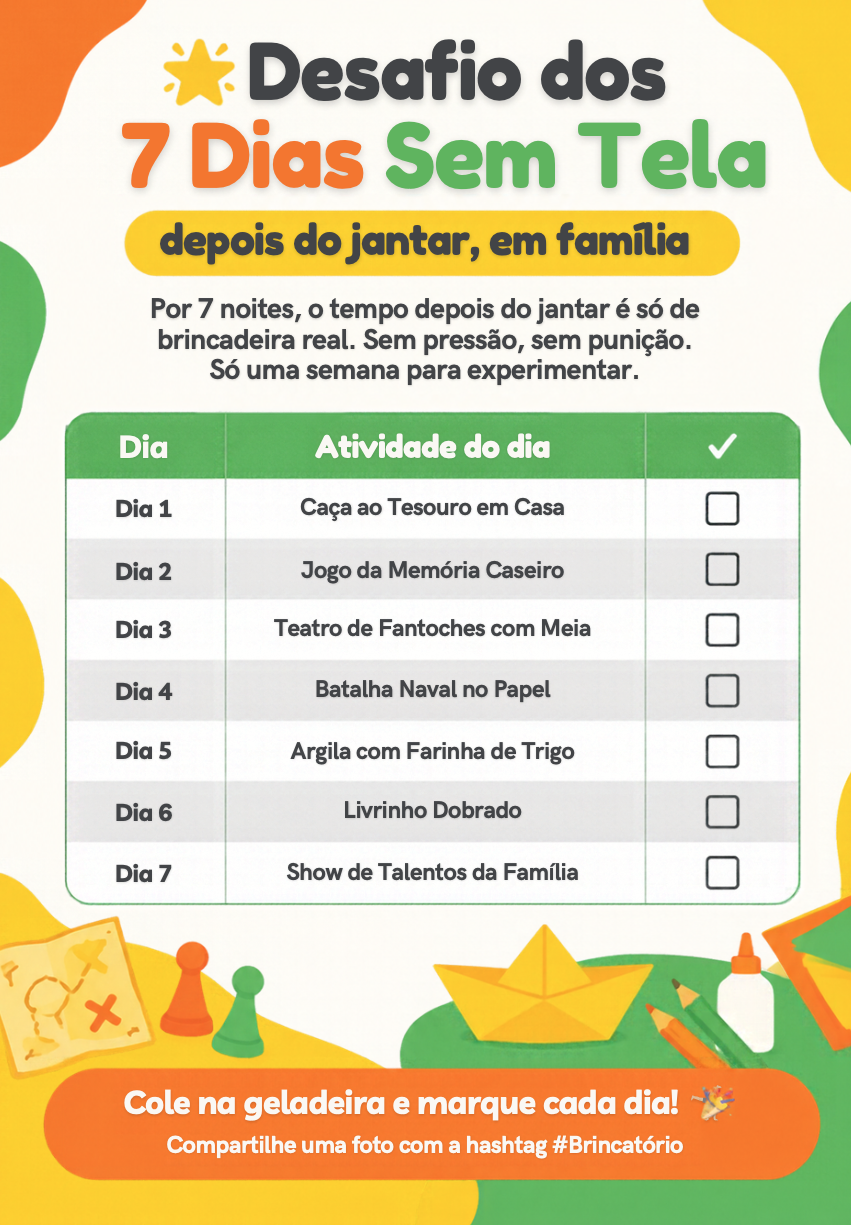 Desafio dos
7 Dias Sem Tela
depois do jantar, em família
Por 7 noites, o tempo depois do jantar é só de
brincadeira real. Sem pressão, sem punição.
Só uma semana para experimentar.
Dia Atividade do dia ✓
Dia 1 Caça ao Tesouro em Casa
Dia 2 Jogo da Memória Caseiro
Dia 3 Teatro de Fantoches com Meia
Dia 4 Batalha Naval no Papel
Dia 5 Argila com Farinha de Trigo
Dia 6 Livrinho Dobrado
Dia 7 Show de Talentos da Família
Cole na geladeira e marque cada dia!
Compartilhe uma foto com a hashtag #Brincatório